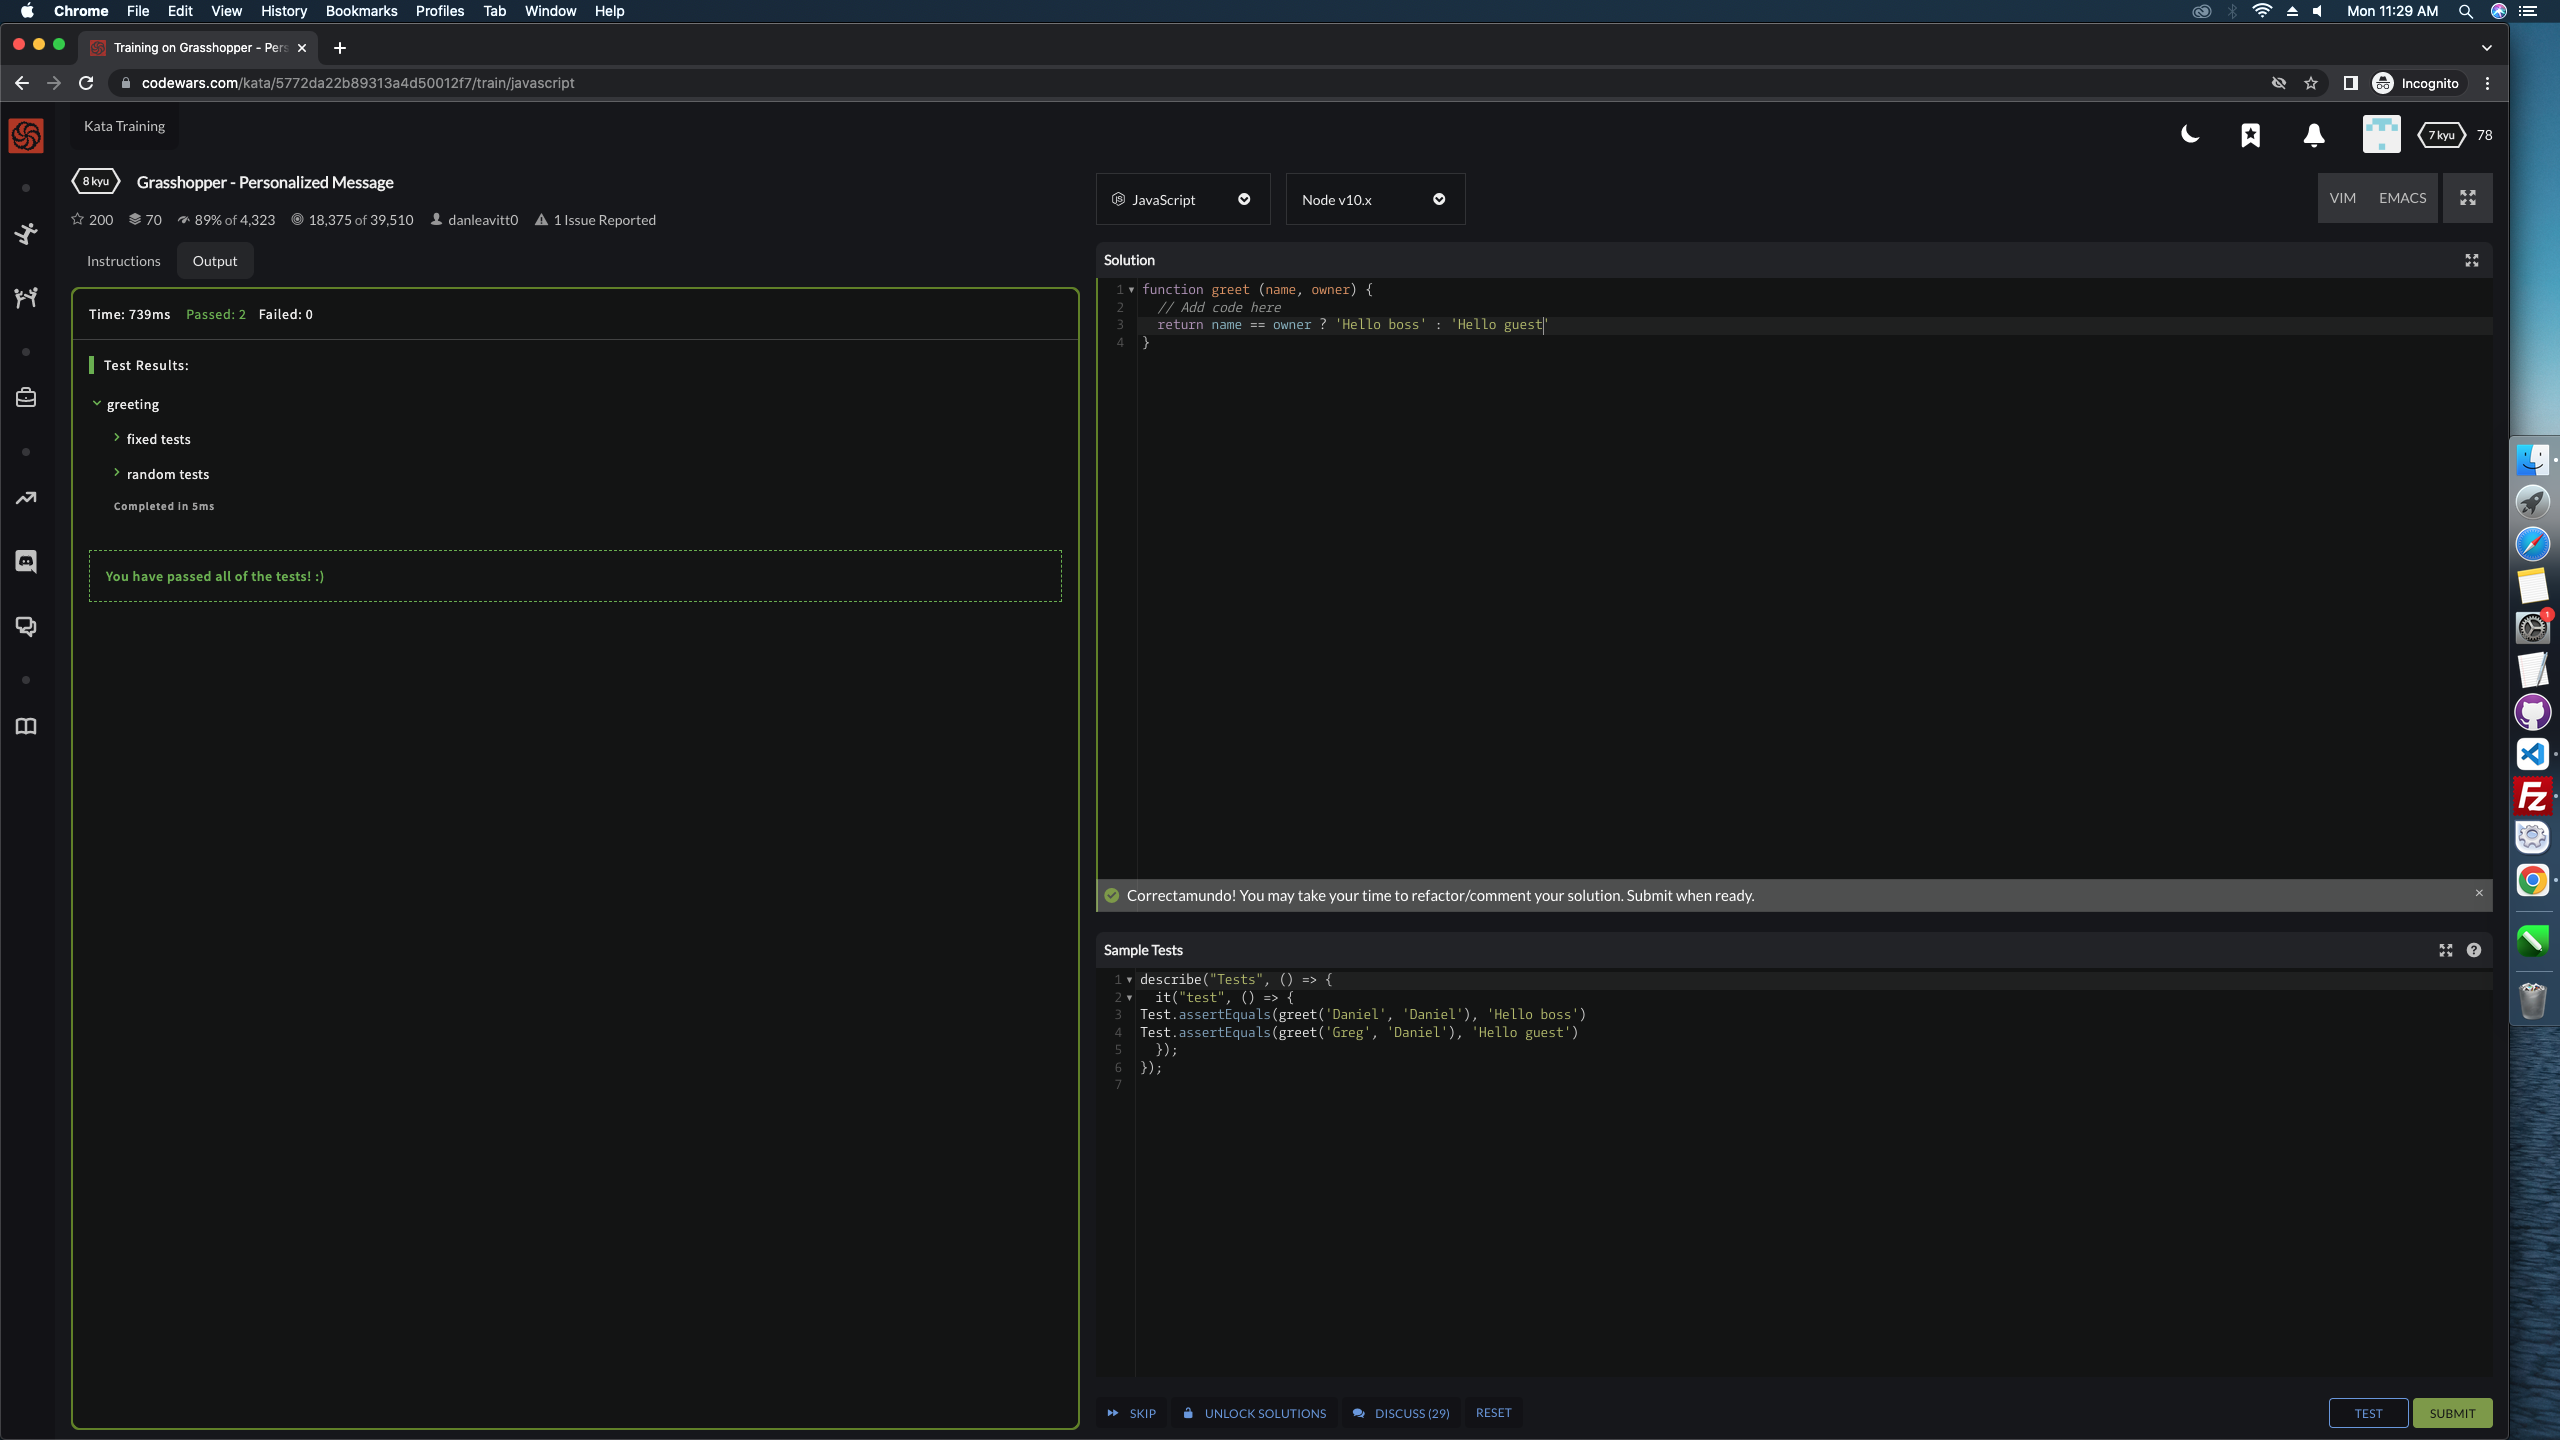 Chrome File Edit View History Bookmarks Profiles Tab Window Help Mon 11:29 AM
Training on Grasshopper - Pers
codewars.com/kata/5772da22b89313a4d50012f7/train/javascript Incognito
Kata Training
7 kyu 78
8 kyu Grasshopper - Personalized Message
200 70 89% of 4,323 18,375 of 39,510 danleavitt0 1 Issue Reported
JavaScript Node v10.x VIM EMACS
Instructions Output
Time: 739ms Passed: 2 Failed: 0
Test Results:
greeting
fixed tests
random tests
Completed in 5ms
You have passed all of the tests! :)
Solution
1 function greet (name, owner) {
2 // Add code here
3 return name == owner ? 'Hello boss' : 'Hello guest'
4 }
Correctamundo! You may take your time to refactor/comment your solution. Submit when ready.
Sample Tests
1 describe("Tests", () => {
2 it("test", () => {
3 Test.assertEquals(greet('Daniel', 'Daniel'), 'Hello boss')
4 Test.assertEquals(greet('Greg', 'Daniel'), 'Hello guest')
5 });
6 });
7
SKIP UNLOCK SOLUTIONS DISCUSS (29) RESET TEST SUBMIT
1
Fz